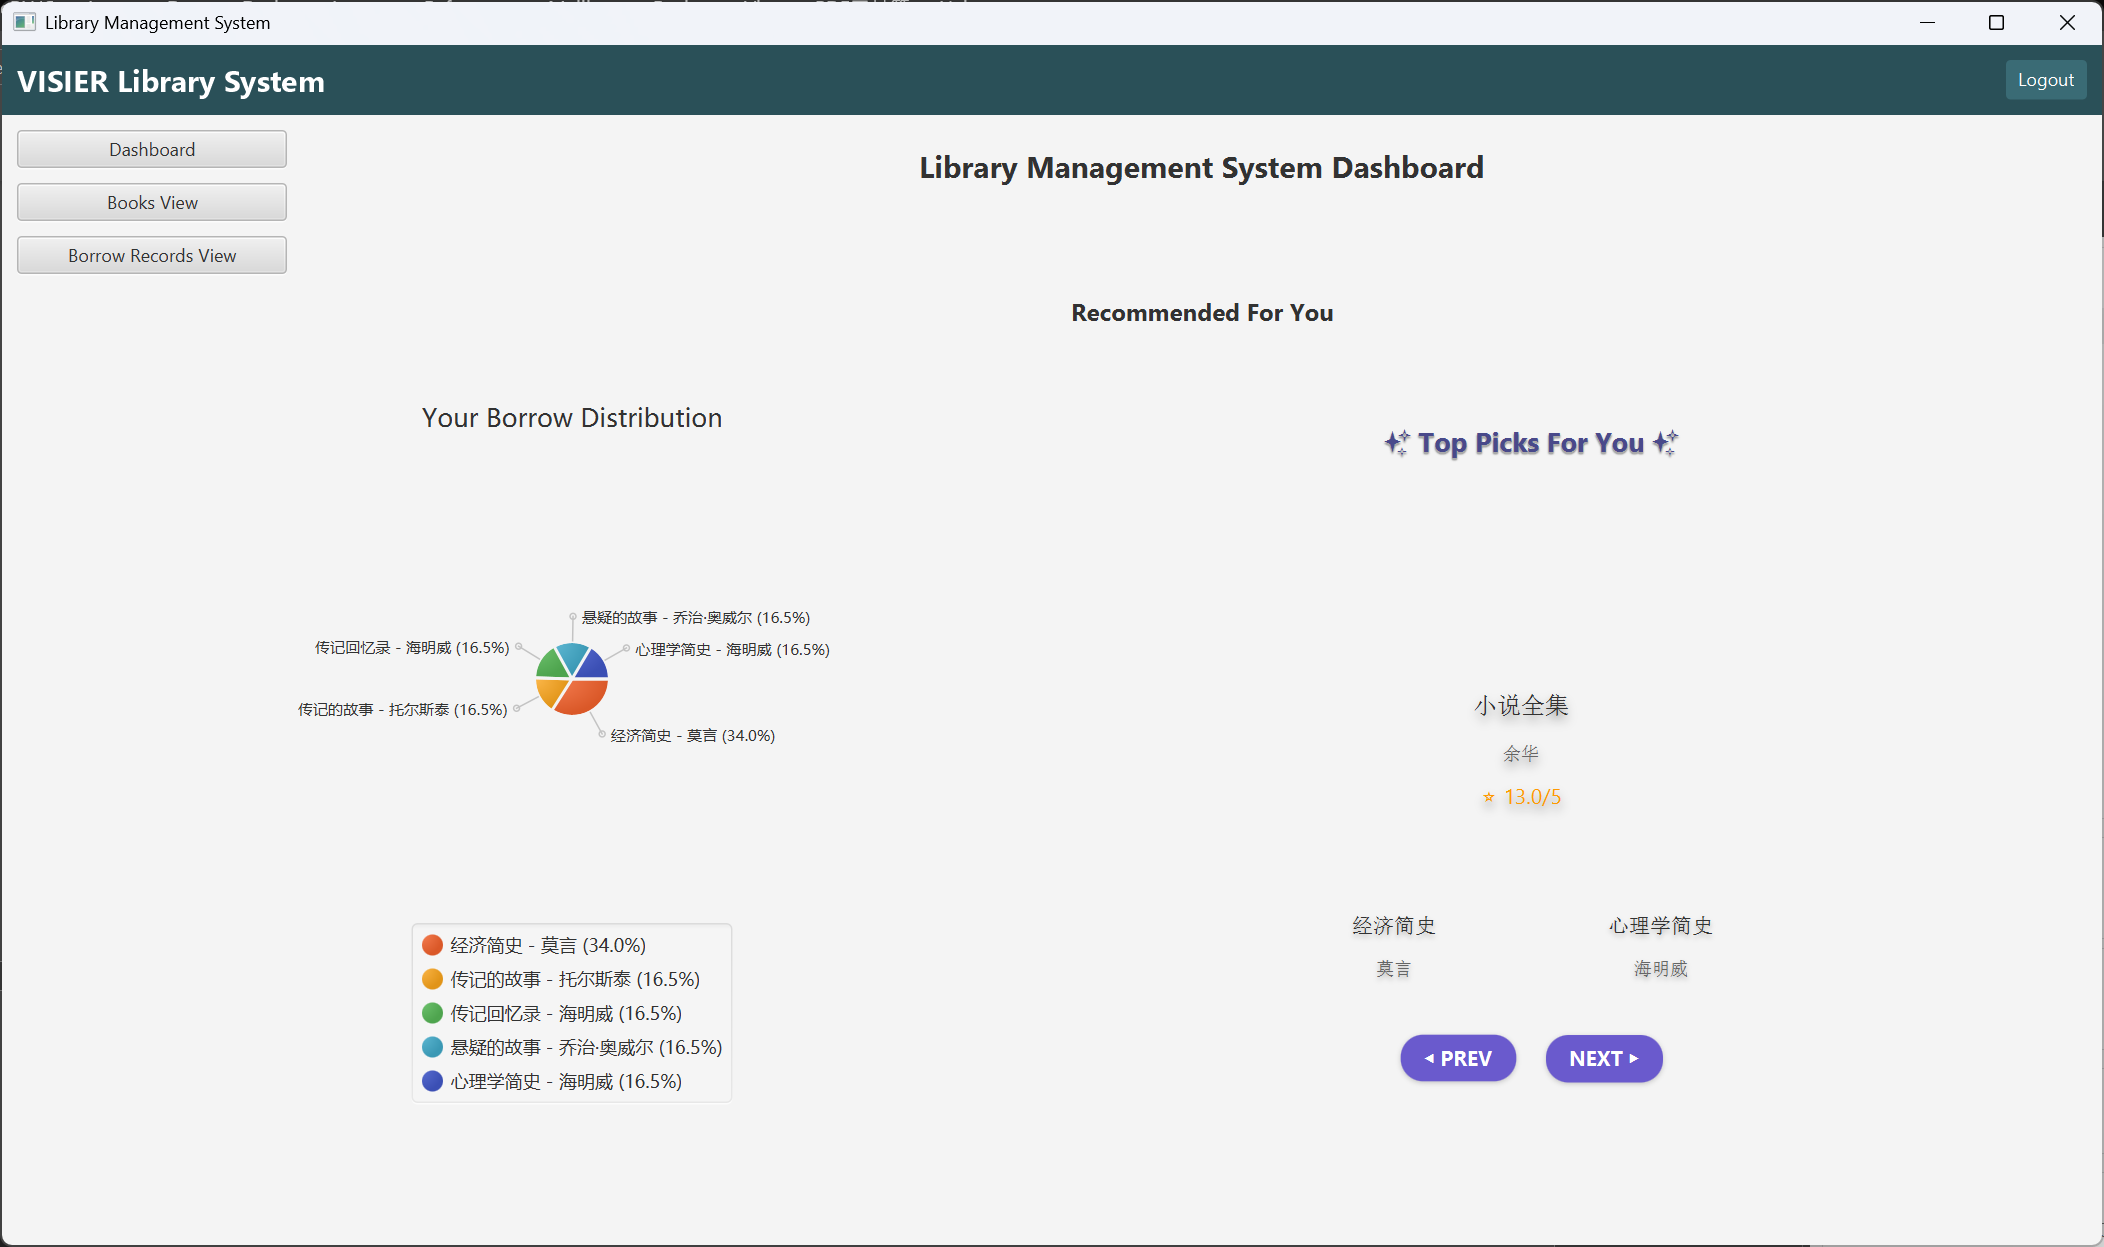 Library Management System
VISIER Library System
Logout
Dashboard
Books View
Borrow Records View
Library Management System Dashboard
Recommended For You
Your Borrow Distribution
悬疑的故事 - 乔治·奥威尔 (16.5%)
传记回忆录 - 海明威 (16.5%)
心理学简史 - 海明威 (16.5%)
传记的故事 - 托尔斯泰 (16.5%)
经济简史 - 莫言 (34.0%)
经济简史 - 莫言 (34.0%)
传记的故事 - 托尔斯泰 (16.5%)
传记回忆录 - 海明威 (16.5%)
悬疑的故事 - 乔治·奥威尔 (16.5%)
心理学简史 - 海明威 (16.5%)
✨ Top Picks For You ✨
小说全集
余华
⭐ 13.0/5
经济简史
莫言
心理学简史
海明威
◂ PREV
NEXT ▸